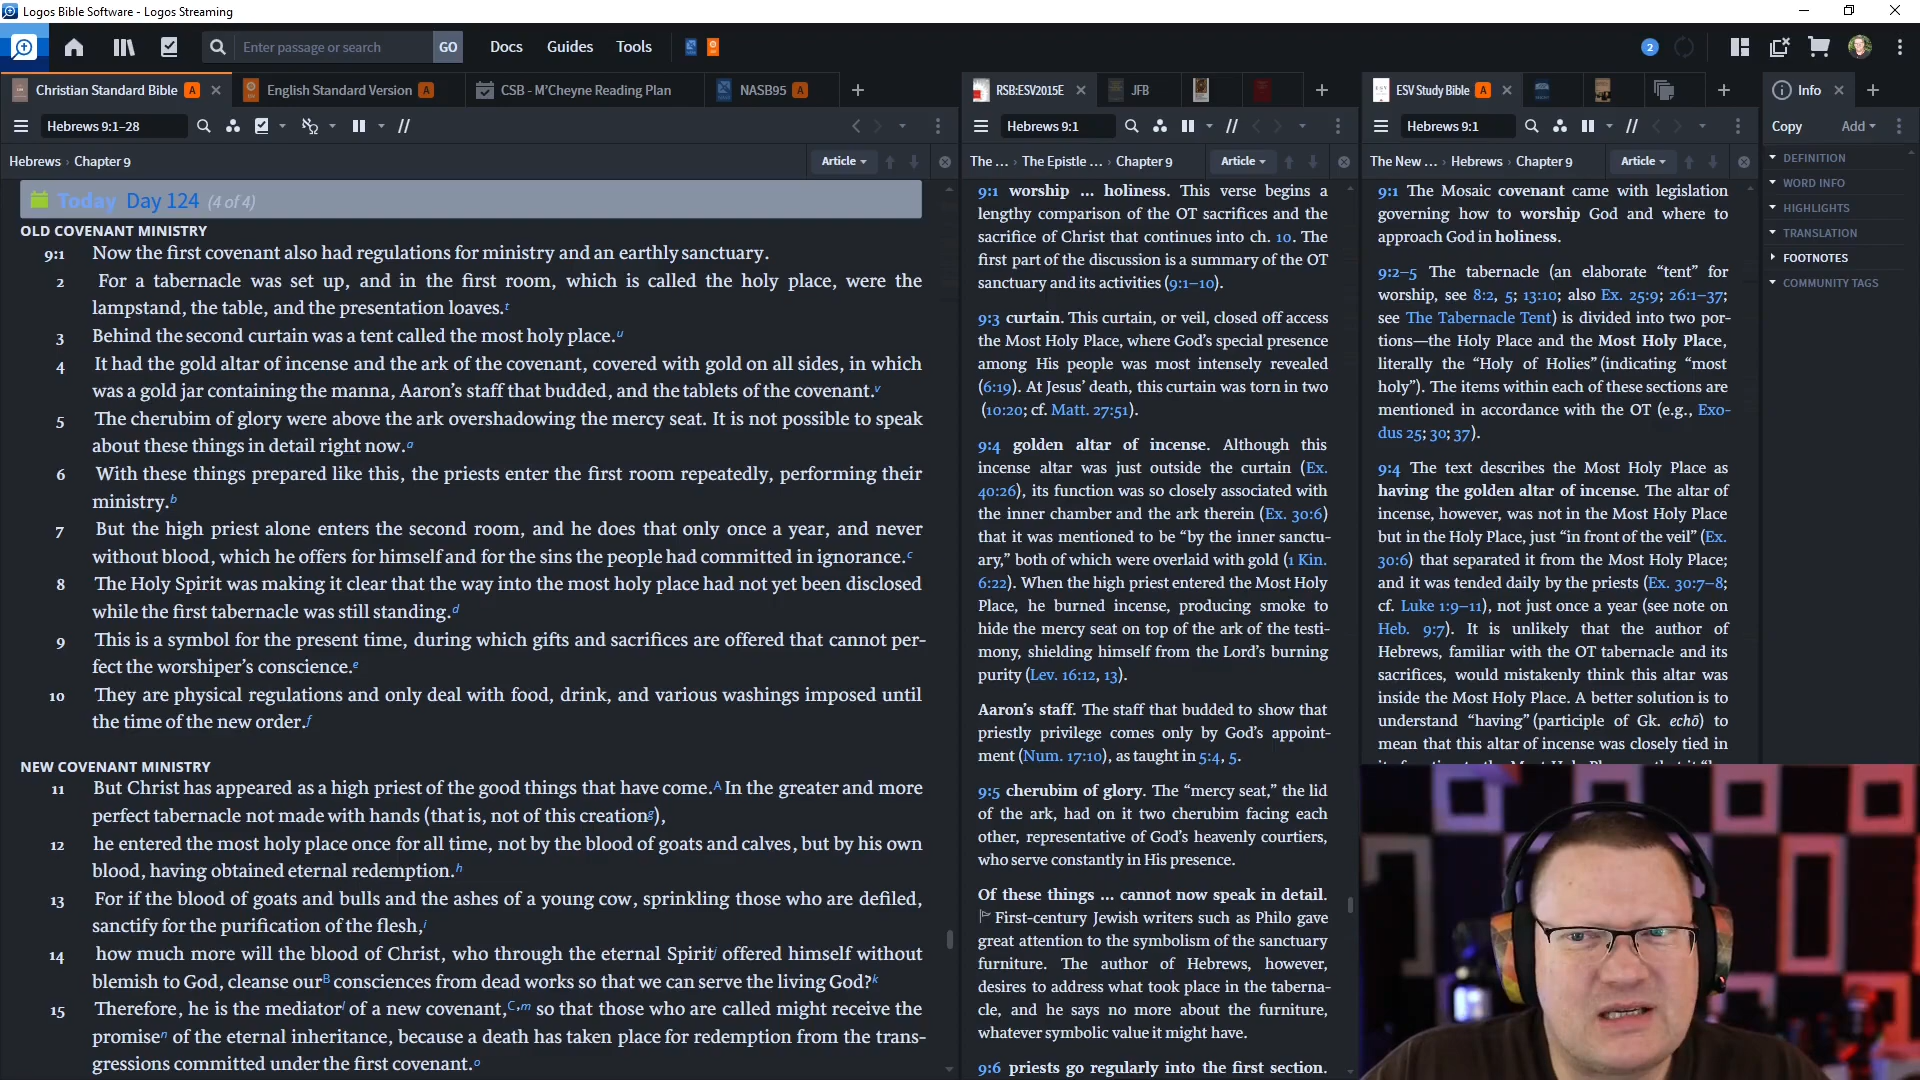 Logos Bible Software - Logos Streaming
Enter passage or search
GO
Docs
Guides
Tools
2
Christian Standard Bible A
English Standard Version A
CSB - M'Cheyne Reading Plan
NASB95 A
Hebrews 9:1–28
Hebrews › Chapter 9
Article
Today Day 124 (4 of 4)
OLD COVENANT MINISTRY
9:1 Now the first covenant also had regulations for ministry and an earthly sanctuary.
2 For a tabernacle was set up, and in the first room, which is called the holy place, were the
lampstand, the table, and the presentation loaves.t
3 Behind the second curtain was a tent called the most holy place.u
4 It had the gold altar of incense and the ark of the covenant, covered with gold on all sides, in which
was a gold jar containing the manna, Aaron’s staff that budded, and the tablets of the covenant.v
5 The cherubim of glory were above the ark overshadowing the mercy seat. It is not possible to speak
about these things in detail right now.a
6 With these things prepared like this, the priests enter the first room repeatedly, performing their
ministry.b
7 But the high priest alone enters the second room, and he does that only once a year, and never
without blood, which he offers for himself and for the sins the people had committed in ignorance.c
8 The Holy Spirit was making it clear that the way into the most holy place had not yet been disclosed
while the first tabernacle was still standing.d
9 This is a symbol for the present time, during which gifts and sacrifices are offered that cannot per-
fect the worshiper’s conscience.e
10 They are physical regulations and only deal with food, drink, and various washings imposed until
the time of the new order.f
NEW COVENANT MINISTRY
11 But Christ has appeared as a high priest of the good things that have come.A In the greater and more
perfect tabernacle not made with hands (that is, not of this creationg),
12 he entered the most holy place once for all time, not by the blood of goats and calves, but by his own
blood, having obtained eternal redemption.h
13 For if the blood of goats and bulls and the ashes of a young cow, sprinkling those who are defiled,
sanctify for the purification of the flesh,i
14 how much more will the blood of Christ, who through the eternal Spiritj offered himself without
blemish to God, cleanse ourB consciences from dead works so that we can serve the living God?k
15 Therefore, he is the mediatorl of a new covenant,C,m so that those who are called might receive the
promisen of the eternal inheritance, because a death has taken place for redemption from the trans-
gressions committed under the first covenant.o
RSB:ESV2015E
JFB
Hebrews 9:1
The ... › The Epistle ... › Chapter 9
Article
9:1 worship … holiness. This verse begins a
lengthy comparison of the OT sacrifices and the
sacrifice of Christ that continues into ch. 10. The
first part of the discussion is a summary of the OT
sanctuary and its activities (9:1–10).
9:3 curtain. This curtain, or veil, closed off access
the Most Holy Place, where God’s special presence
among His people was most intensely revealed
(6:19). At Jesus’ death, this curtain was torn in two
(10:20; cf. Matt. 27:51).
9:4 golden altar of incense. Although this
incense altar was just outside the curtain (Ex.
40:26), its function was so closely associated with
the inner chamber and the ark therein (Ex. 30:6)
that it was mentioned to be “by the inner sanctu-
ary,” both of which were overlaid with gold (1 Kin.
6:22). When the high priest entered the Most Holy
Place, he burned incense, producing smoke to
hide the mercy seat on top of the ark of the testi-
mony, shielding himself from the Lord’s burning
purity (Lev. 16:12, 13).
Aaron’s staff. The staff that budded to show that
priestly privilege comes only by God’s appoint-
ment (Num. 17:10), as taught in 5:4, 5.
9:5 cherubim of glory. The “mercy seat,” the lid
of the ark, had on it two cherubim facing each
other, representative of God’s heavenly courtiers,
who serve constantly in His presence.
Of these things … cannot now speak in detail.
First-century Jewish writers such as Philo gave
great attention to the symbolism of the sanctuary
furniture. The author of Hebrews, however,
desires to address what took place in the taberna-
cle, and he says no more about the furniture,
whatever symbolic value it might have.
9:6 priests go regularly into the first section.
ESV Study Bible A
Hebrews 9:1
The New ... › Hebrews › Chapter 9
Article
9:1 The Mosaic covenant came with legislation
governing how to worship God and where to
approach God in holiness.
9:2–5 The tabernacle (an elaborate “tent” for
worship, see 8:2, 5; 13:10; also Ex. 25:9; 26:1–37;
see The Tabernacle Tent) is divided into two por-
tions—the Holy Place and the Most Holy Place,
literally the “Holy of Holies” (indicating “most
holy”). The items within each of these sections are
mentioned in accordance with the OT (e.g., Exo-
dus 25; 30; 37).
9:4 The text describes the Most Holy Place as
having the golden altar of incense. The altar of
incense, however, was not in the Most Holy Place
but in the Holy Place, just “in front of the veil” (Ex.
30:6) that separated it from the Most Holy Place;
and it was tended daily by the priests (Ex. 30:7–8;
cf. Luke 1:9–11), not just once a year (see note on
Heb. 9:7). It is unlikely that the author of
Hebrews, familiar with the OT tabernacle and its
sacrifices, would mistakenly think this altar was
inside the Most Holy Place. A better solution is to
understand “having” (participle of Gk. echō) to
mean that this altar of incense was closely tied in
Info
Copy
Add
DEFINITION
WORD INFO
HIGHLIGHTS
TRANSLATION
FOOTNOTES
COMMUNITY TAGS